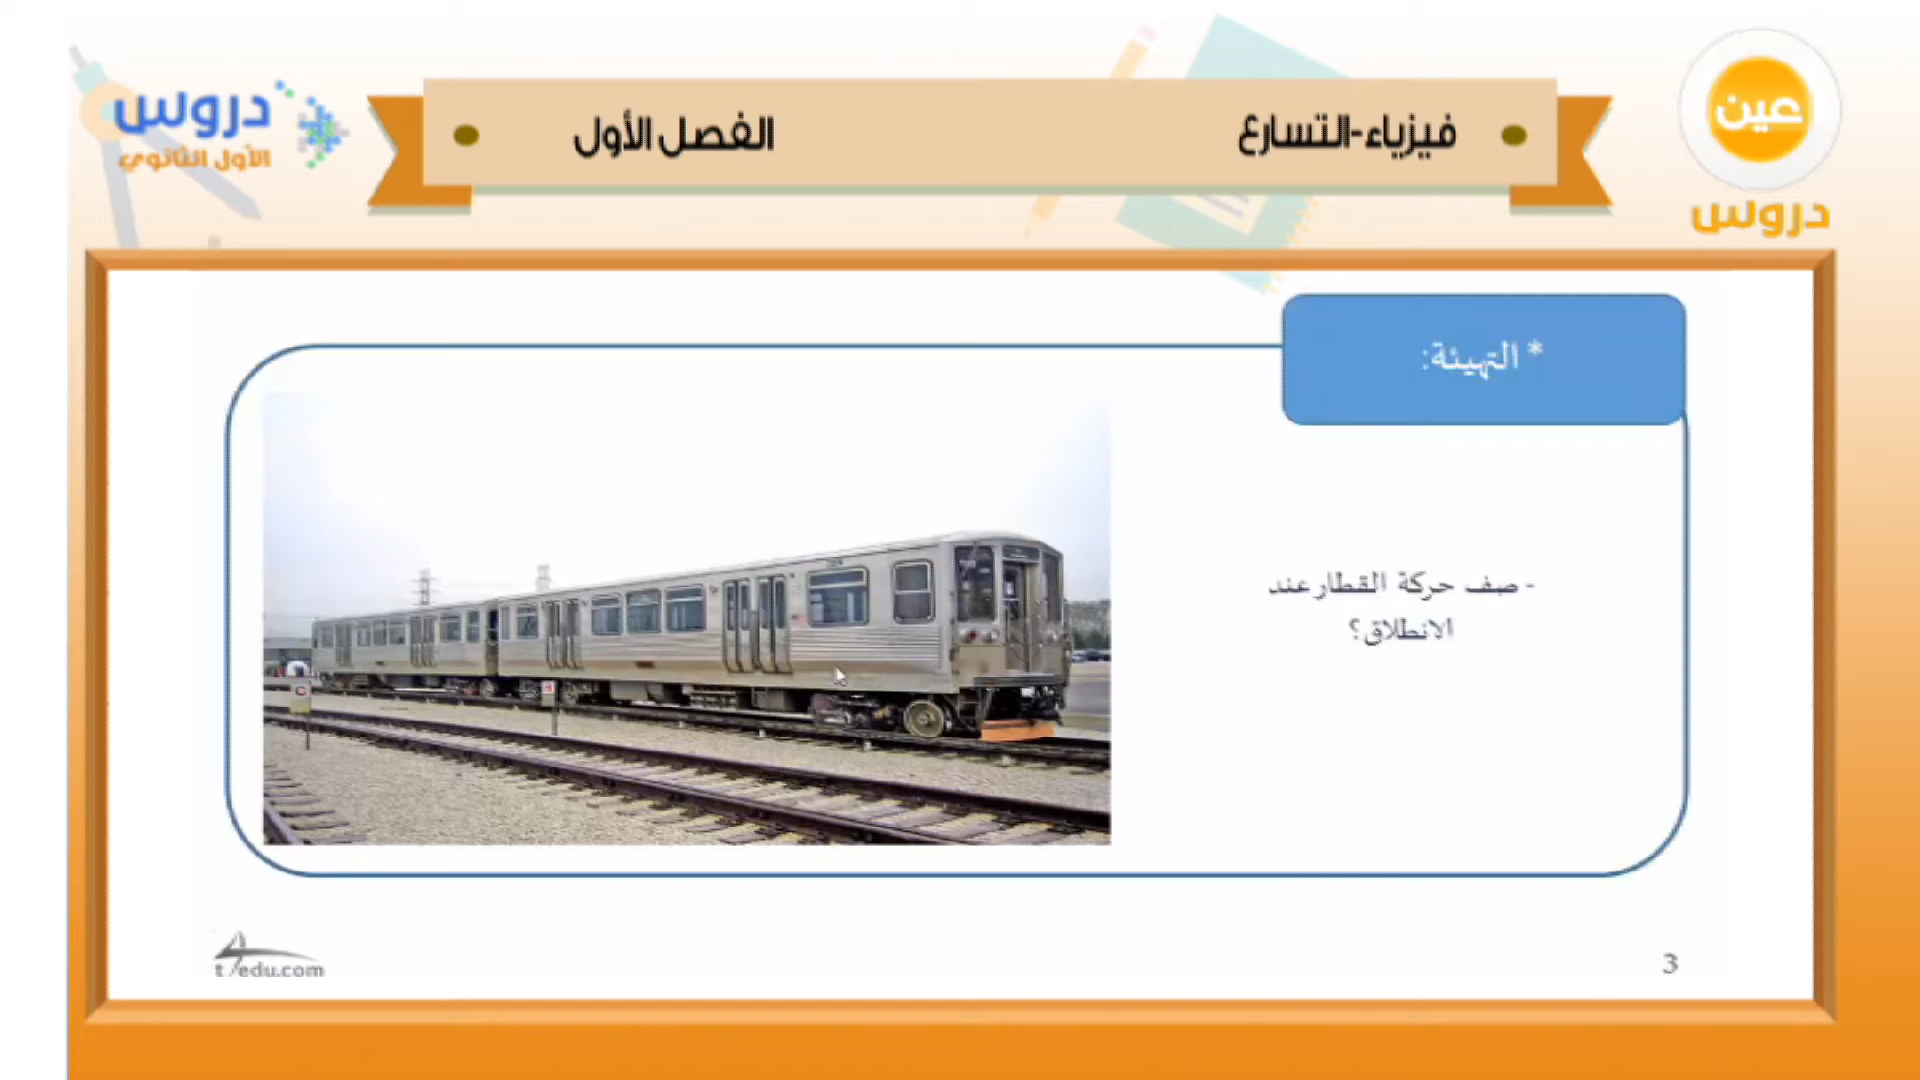 عين
دروس
فيزياء-التسارع
الفصل الأول
دروس
الأول الثانوي
* التهيئة:
- صف حركة القطار عند
الانطلاق؟
t4edu.com
3